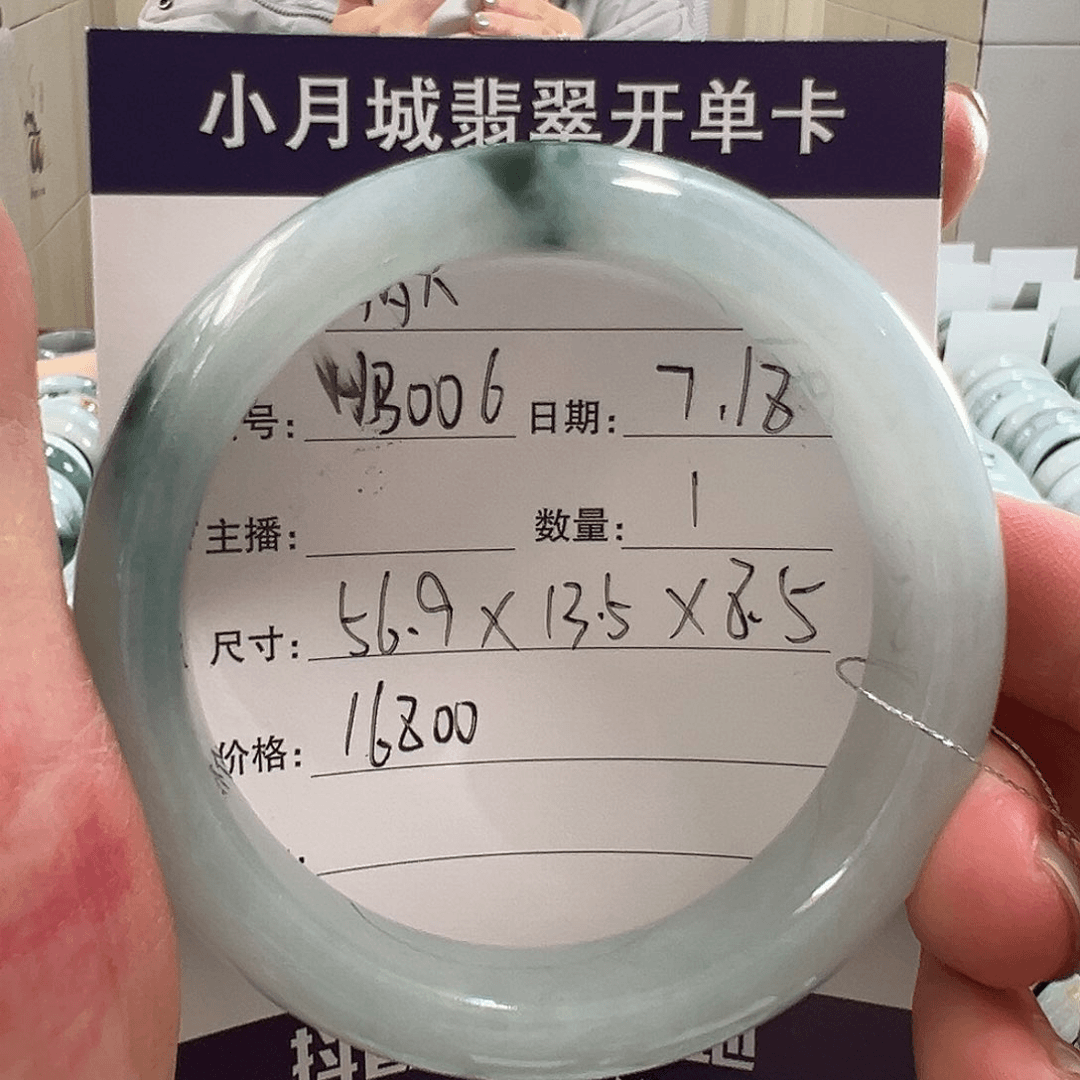 小月城翡翠开单卡
号: 006 日期: 7.18
主播: 数量: 1
尺寸: 56.9 × 13.5 × 8.5
价格: 16800